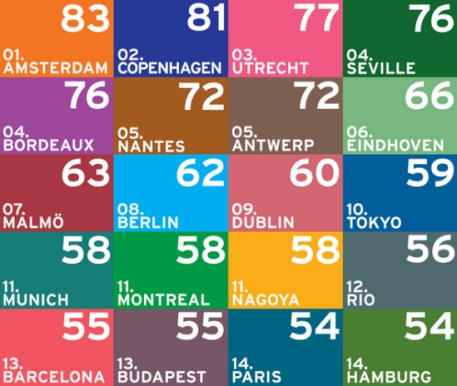 83
01.
AMSTERDAM
81
02.
COPENHAGEN
77
03.
UTRECHT
76
04.
SEVILLE
76
04.
BORDEAUX
72
05.
NANTES
72
05.
ANTWERP
66
06.
EINDHOVEN
63
07.
MALMÖ
62
08.
BERLIN
60
09.
DUBLIN
59
10.
TOKYO
58
11.
MUNICH
58
11.
MONTREAL
58
11.
NAGOYA
56
12.
RIO
55
13.
BARCELONA
55
13.
BUDAPEST
54
14.
PARIS
54
14.
HAMBURG